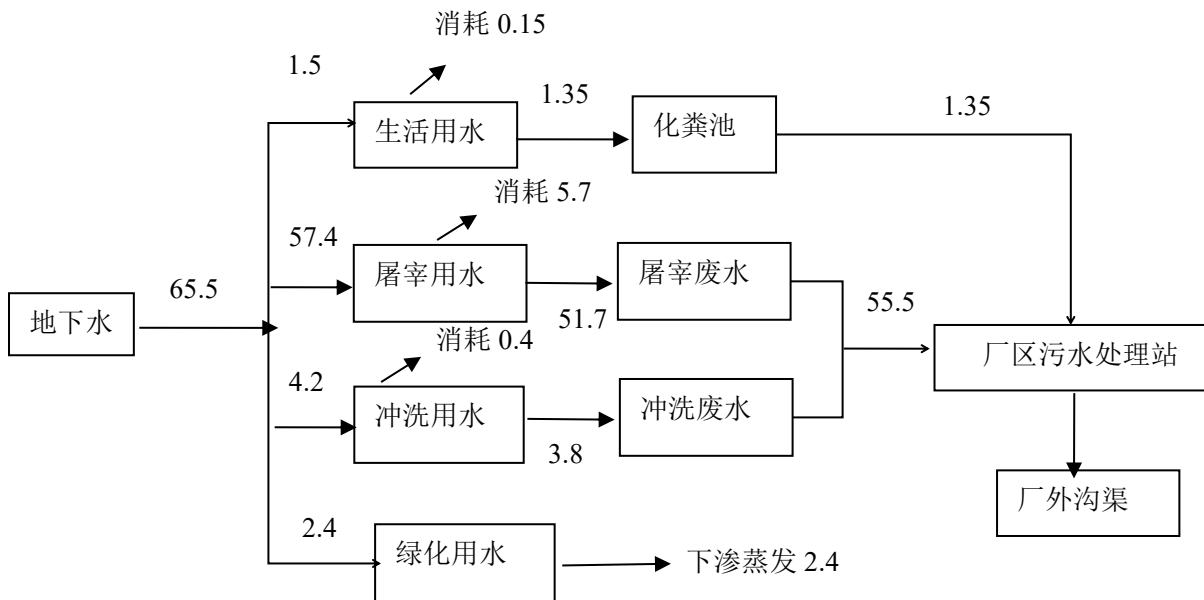 消耗 0.15
1.5
生活用水
1.35
化粪池
1.35
消耗 5.7
57.4
屠宰用水
51.7
屠宰废水
55.5
地下水
65.5
厂区污水处理站
消耗 0.4
4.2
冲洗用水
3.8
冲洗废水
厂外沟渠
2.4
绿化用水
下渗蒸发 2.4